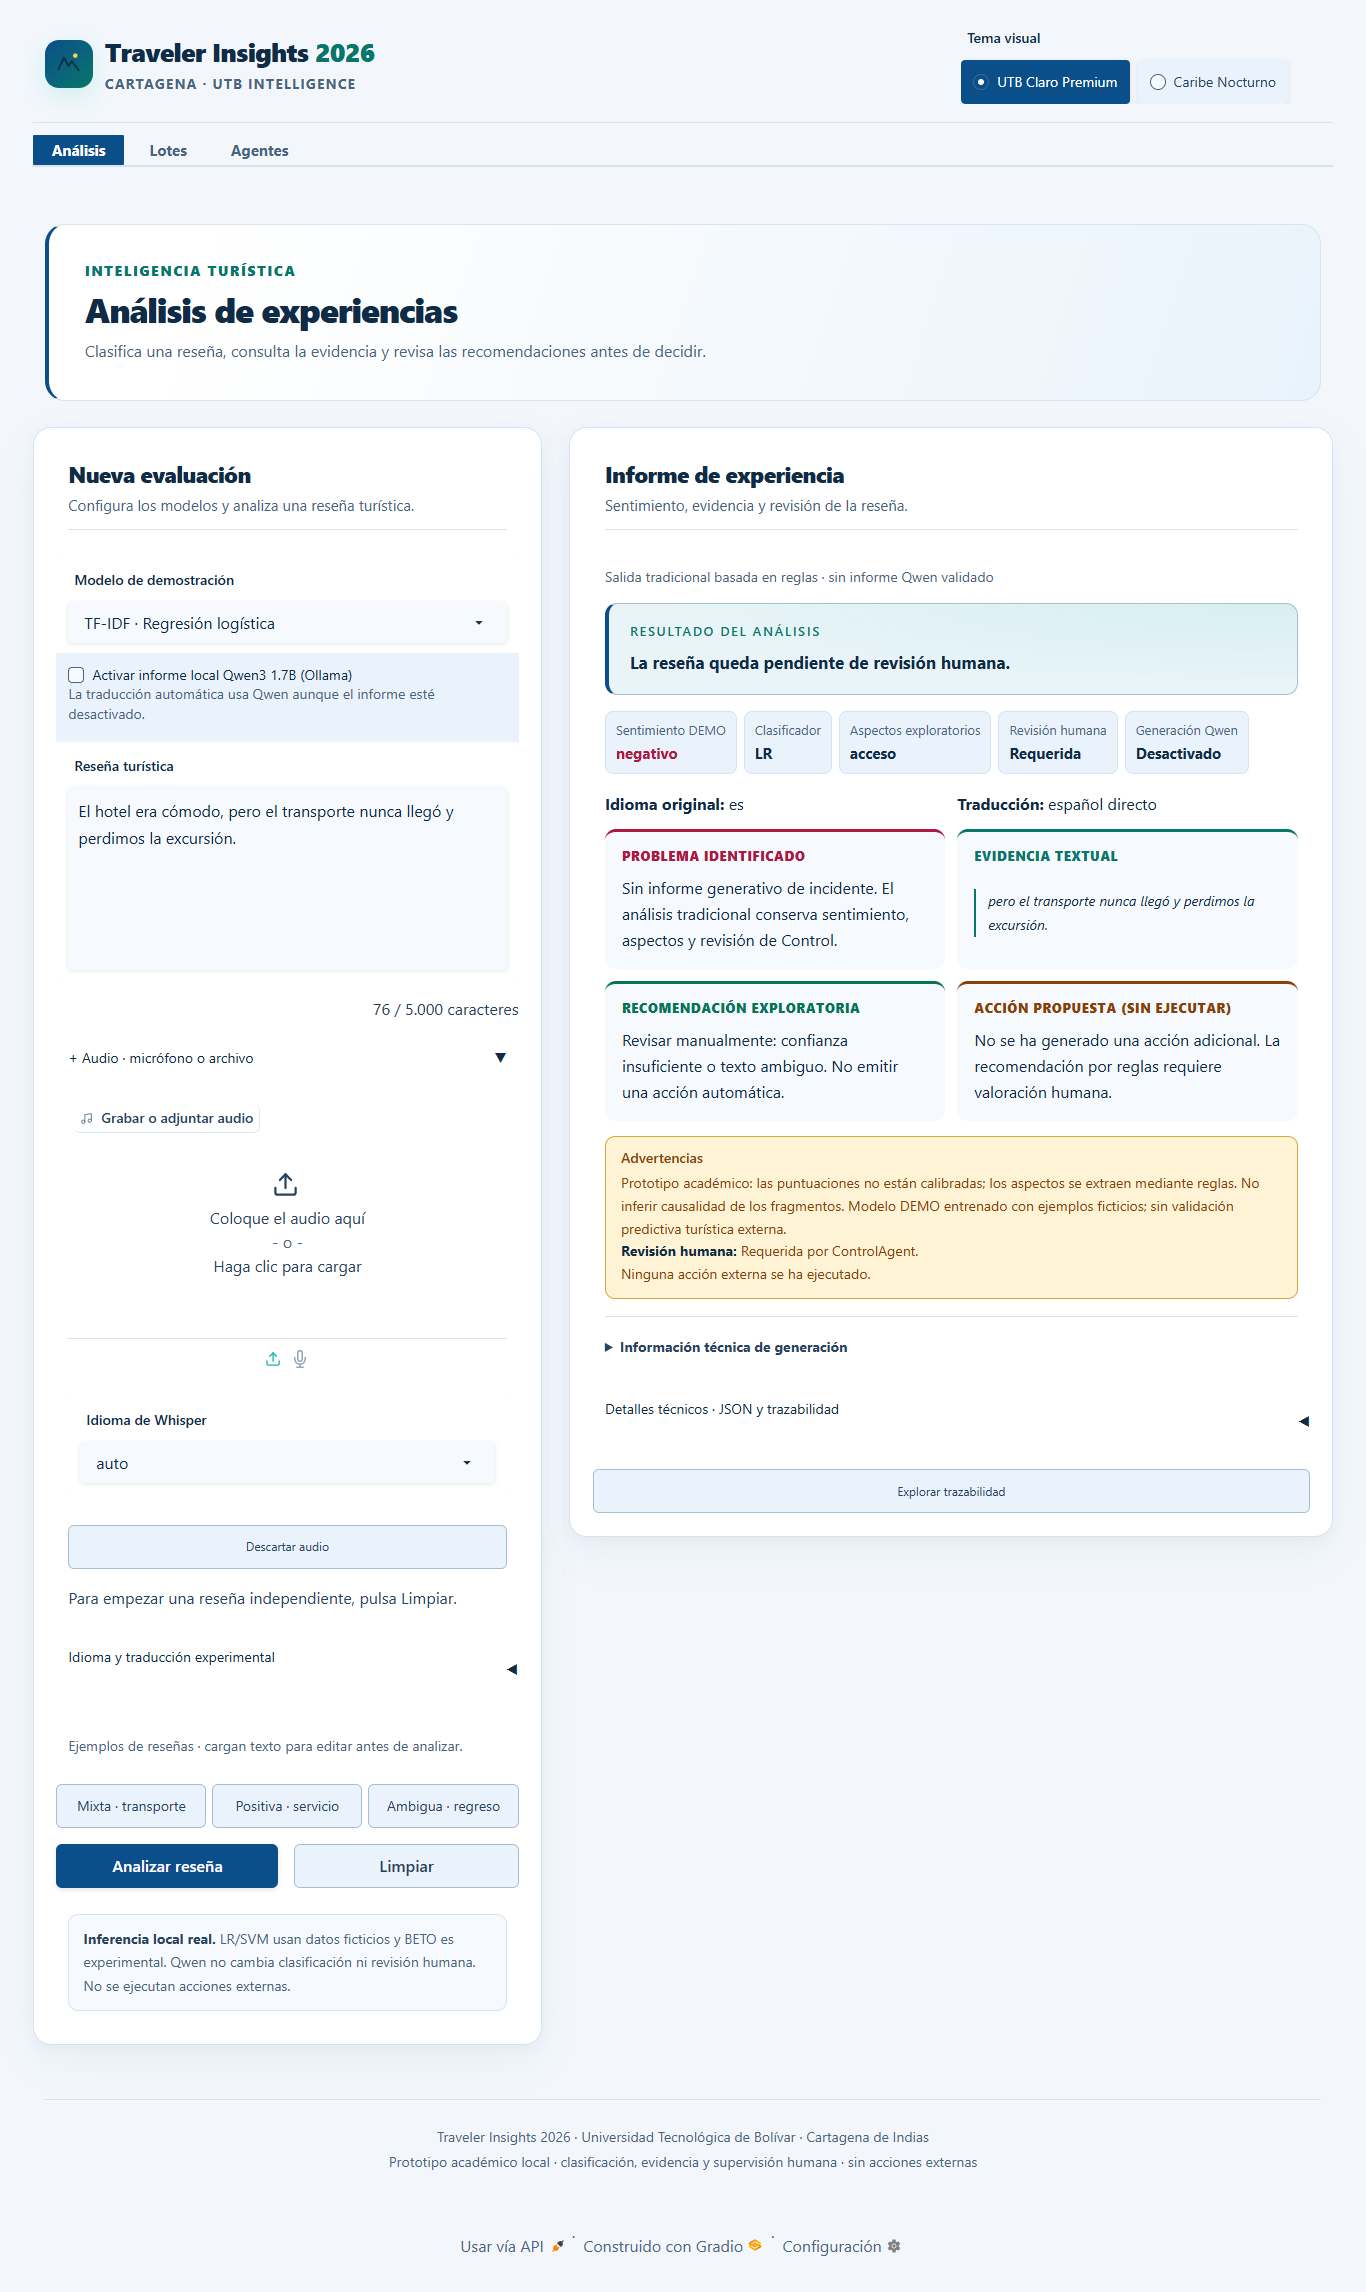 Traveler Insights 2026
CARTAGENA · UTB INTELLIGENCE
Tema visual
UTB Claro Premium
Caribe Nocturno
Análisis
Lotes
Agentes
INTELIGENCIA TURÍSTICA
Análisis de experiencias
Clasifica una reseña, consulta la evidencia y revisa las recomendaciones antes de decidir.
Nueva evaluación
Configura los modelos y analiza una reseña turística.
Modelo de demostración
TF-IDF · Regresión logística
Activar informe local Qwen3 1.7B (Ollama)
La traducción automática usa Qwen aunque el informe esté
desactivado.
Reseña turística
El hotel era cómodo, pero el transporte nunca llegó y
perdimos la excursión.
76 / 5.000 caracteres
+ Audio · micrófono o archivo
Grabar o adjuntar audio
Coloque el audio aquí
- o -
Haga clic para cargar
Idioma de Whisper
auto
Descartar audio
Para empezar una reseña independiente, pulsa Limpiar.
Idioma y traducción experimental
Ejemplos de reseñas · cargan texto para editar antes de analizar.
Mixta · transporte
Positiva · servicio
Ambigua · regreso
Analizar reseña
Limpiar
Inferencia local real. LR/SVM usan datos ficticios y BETO es
experimental. Qwen no cambia clasificación ni revisión humana.
No se ejecutan acciones externas.
Informe de experiencia
Sentimiento, evidencia y revisión de la reseña.
Salida tradicional basada en reglas · sin informe Qwen validado
RESULTADO DEL ANÁLISIS
La reseña queda pendiente de revisión humana.
Sentimiento DEMO
negativo
Clasificador
LR
Aspectos exploratorios
acceso
Revisión humana
Requerida
Generación Qwen
Desactivado
Idioma original: es
Traducción: español directo
PROBLEMA IDENTIFICADO
Sin informe generativo de incidente. El
análisis tradicional conserva sentimiento,
aspectos y revisión de Control.
EVIDENCIA TEXTUAL
pero el transporte nunca llegó y perdimos la
excursión.
RECOMENDACIÓN EXPLORATORIA
Revisar manualmente: confianza
insuficiente o texto ambiguo. No emitir
una acción automática.
ACCIÓN PROPUESTA (SIN EJECUTAR)
No se ha generado una acción adicional. La
recomendación por reglas requiere
valoración humana.
Advertencias
Prototipo académico: las puntuaciones no están calibradas; los aspectos se extraen mediante reglas. No
inferir causalidad de los fragmentos. Modelo DEMO entrenado con ejemplos ficticios; sin validación
predictiva turística externa.
Revisión humana: Requerida por ControlAgent.
Ninguna acción externa se ha ejecutado.
Información técnica de generación
Detalles técnicos · JSON y trazabilidad
Explorar trazabilidad
Traveler Insights 2026 · Universidad Tecnológica de Bolívar · Cartagena de Indias
Prototipo académico local · clasificación, evidencia y supervisión humana · sin acciones externas
Usar vía API · Construido con Gradio · Configuración